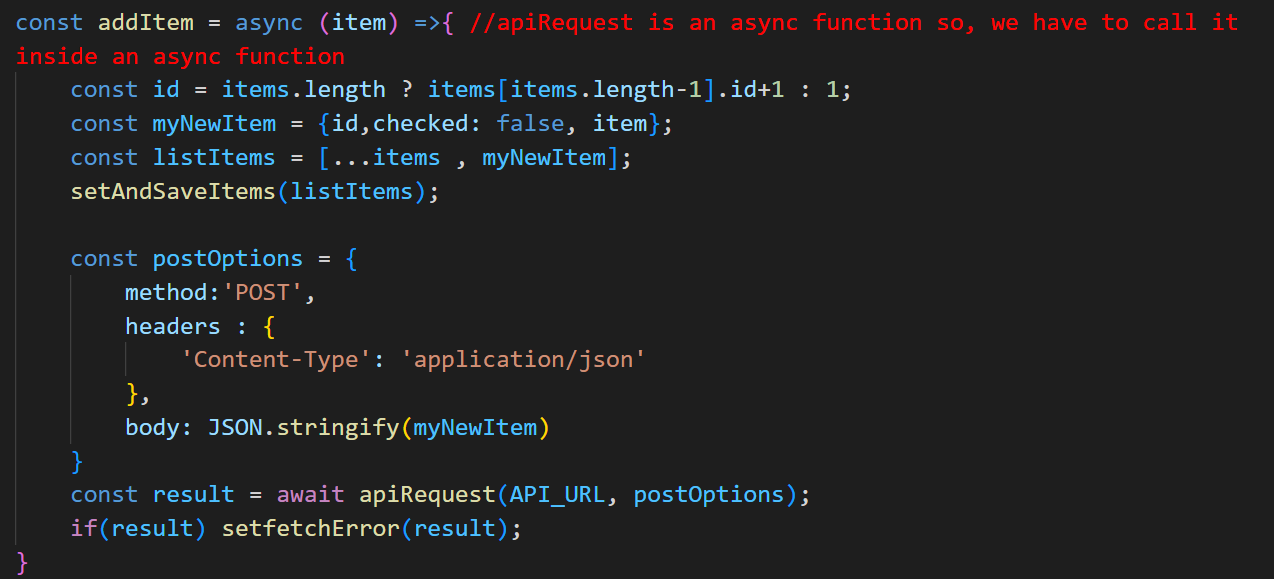 const addItem = async (item) =>{ //apiRequest is an async function so, we have to call it
inside an async function
    const id = items.length ? items[items.length-1].id+1 : 1;
    const myNewItem = {id,checked: false, item};
    const listItems = [...items , myNewItem];
    setAndSaveItems(listItems);

    const postOptions = {
        method:'POST',
        headers : {
            'Content-Type': 'application/json'
        },
        body: JSON.stringify(myNewItem)
    }
    const result = await apiRequest(API_URL, postOptions);
    if(result) setfetchError(result);
}